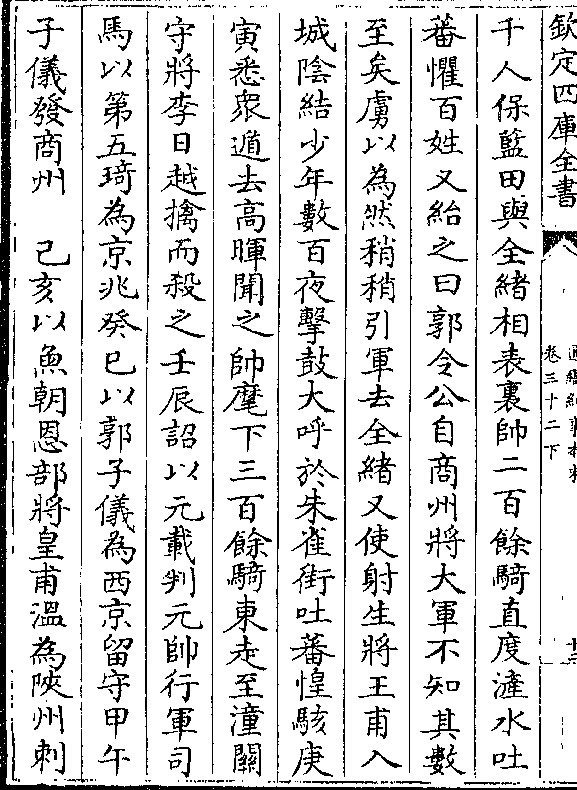 欽定四庫全書
通鑑紀事本末
卷三十二下
千人保藍田與全緒相表裏帥二百餘騎直度滻水吐
蕃懼百姓又紿之曰郭令公自商州將大軍不知其數
至矣虜以為然稍稍引軍去全緒又使射生將王甫入
城陰結少年數百夜擊鼓大呼於朱雀街吐蕃惶駭庚
寅悉衆遁去高暉聞之帥麾下三百餘騎東走至潼關
守將李日越擒而殺之壬辰詔以元載判元帥行軍司
馬以第五琦為京兆癸巳以郭子儀為西京留守甲午
子儀發商州　己亥以魚朝恩部將皇甫溫為陝州刺